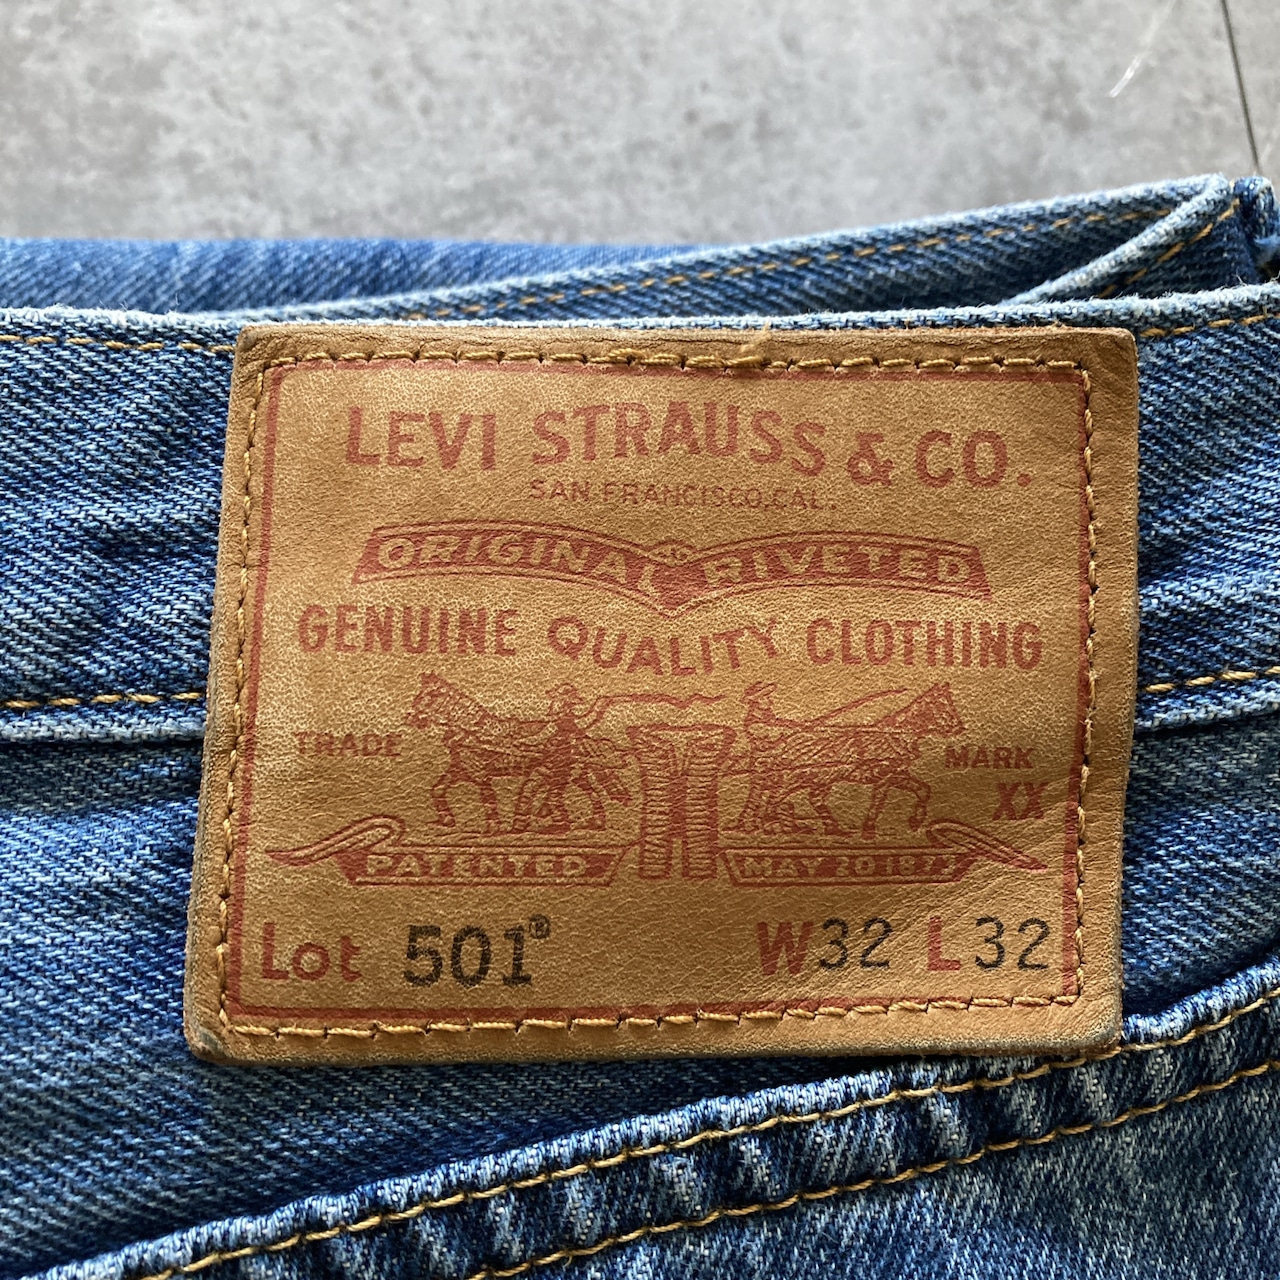 LEVI STRAUSS & CO.
SAN FRANCISCO, CAL.
ORIGINAL RIVETED
GENUINE QUALITY CLOTHING
TRADE MARK
XX
PATENTED MAY 20 1873
Lot 501® W32 L32